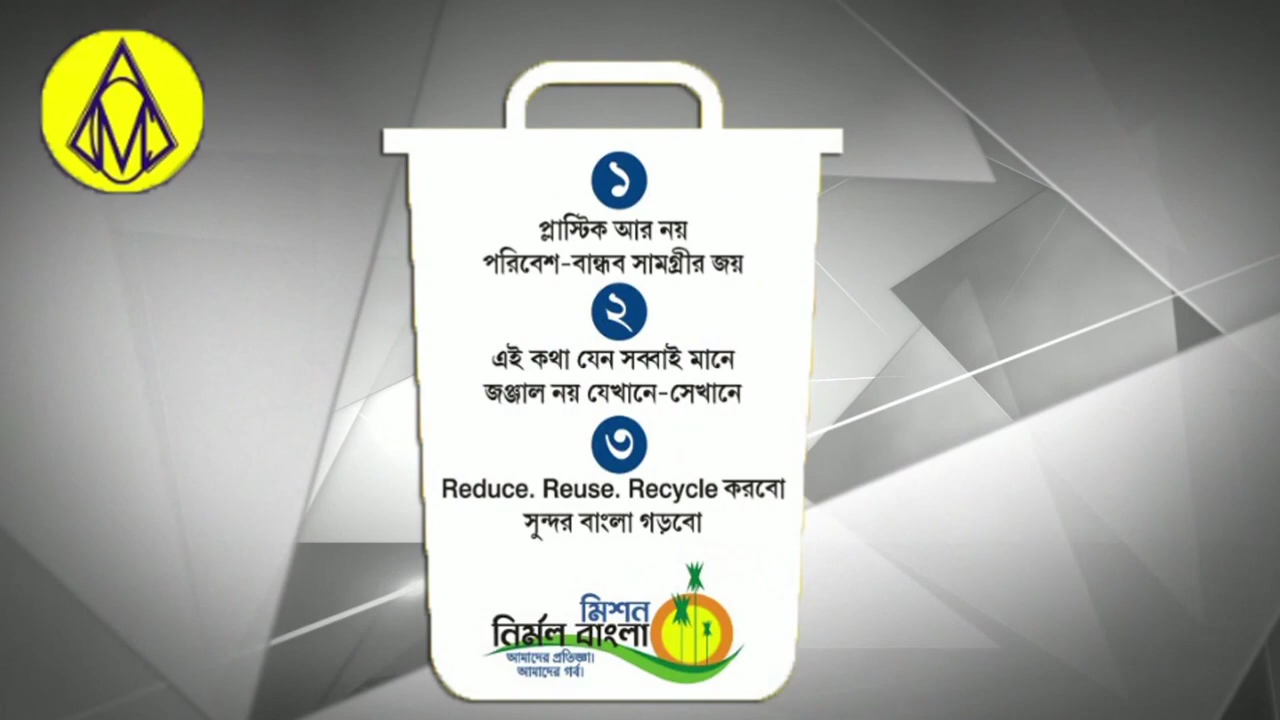 ১
প্লাস্টিক আর নয়
পরিবেশ-বান্ধব সামগ্রীর জয়
২
এই কথা যেন সব্বাই মানে
জঞ্জাল নয় যেখানে-সেখানে
৩
Reduce. Reuse. Recycle করবো
সুন্দর বাংলা গড়বো
মিশন
নির্মল বাংলা
আমাদের প্রতিজ্ঞা।
আমাদের গর্ব।